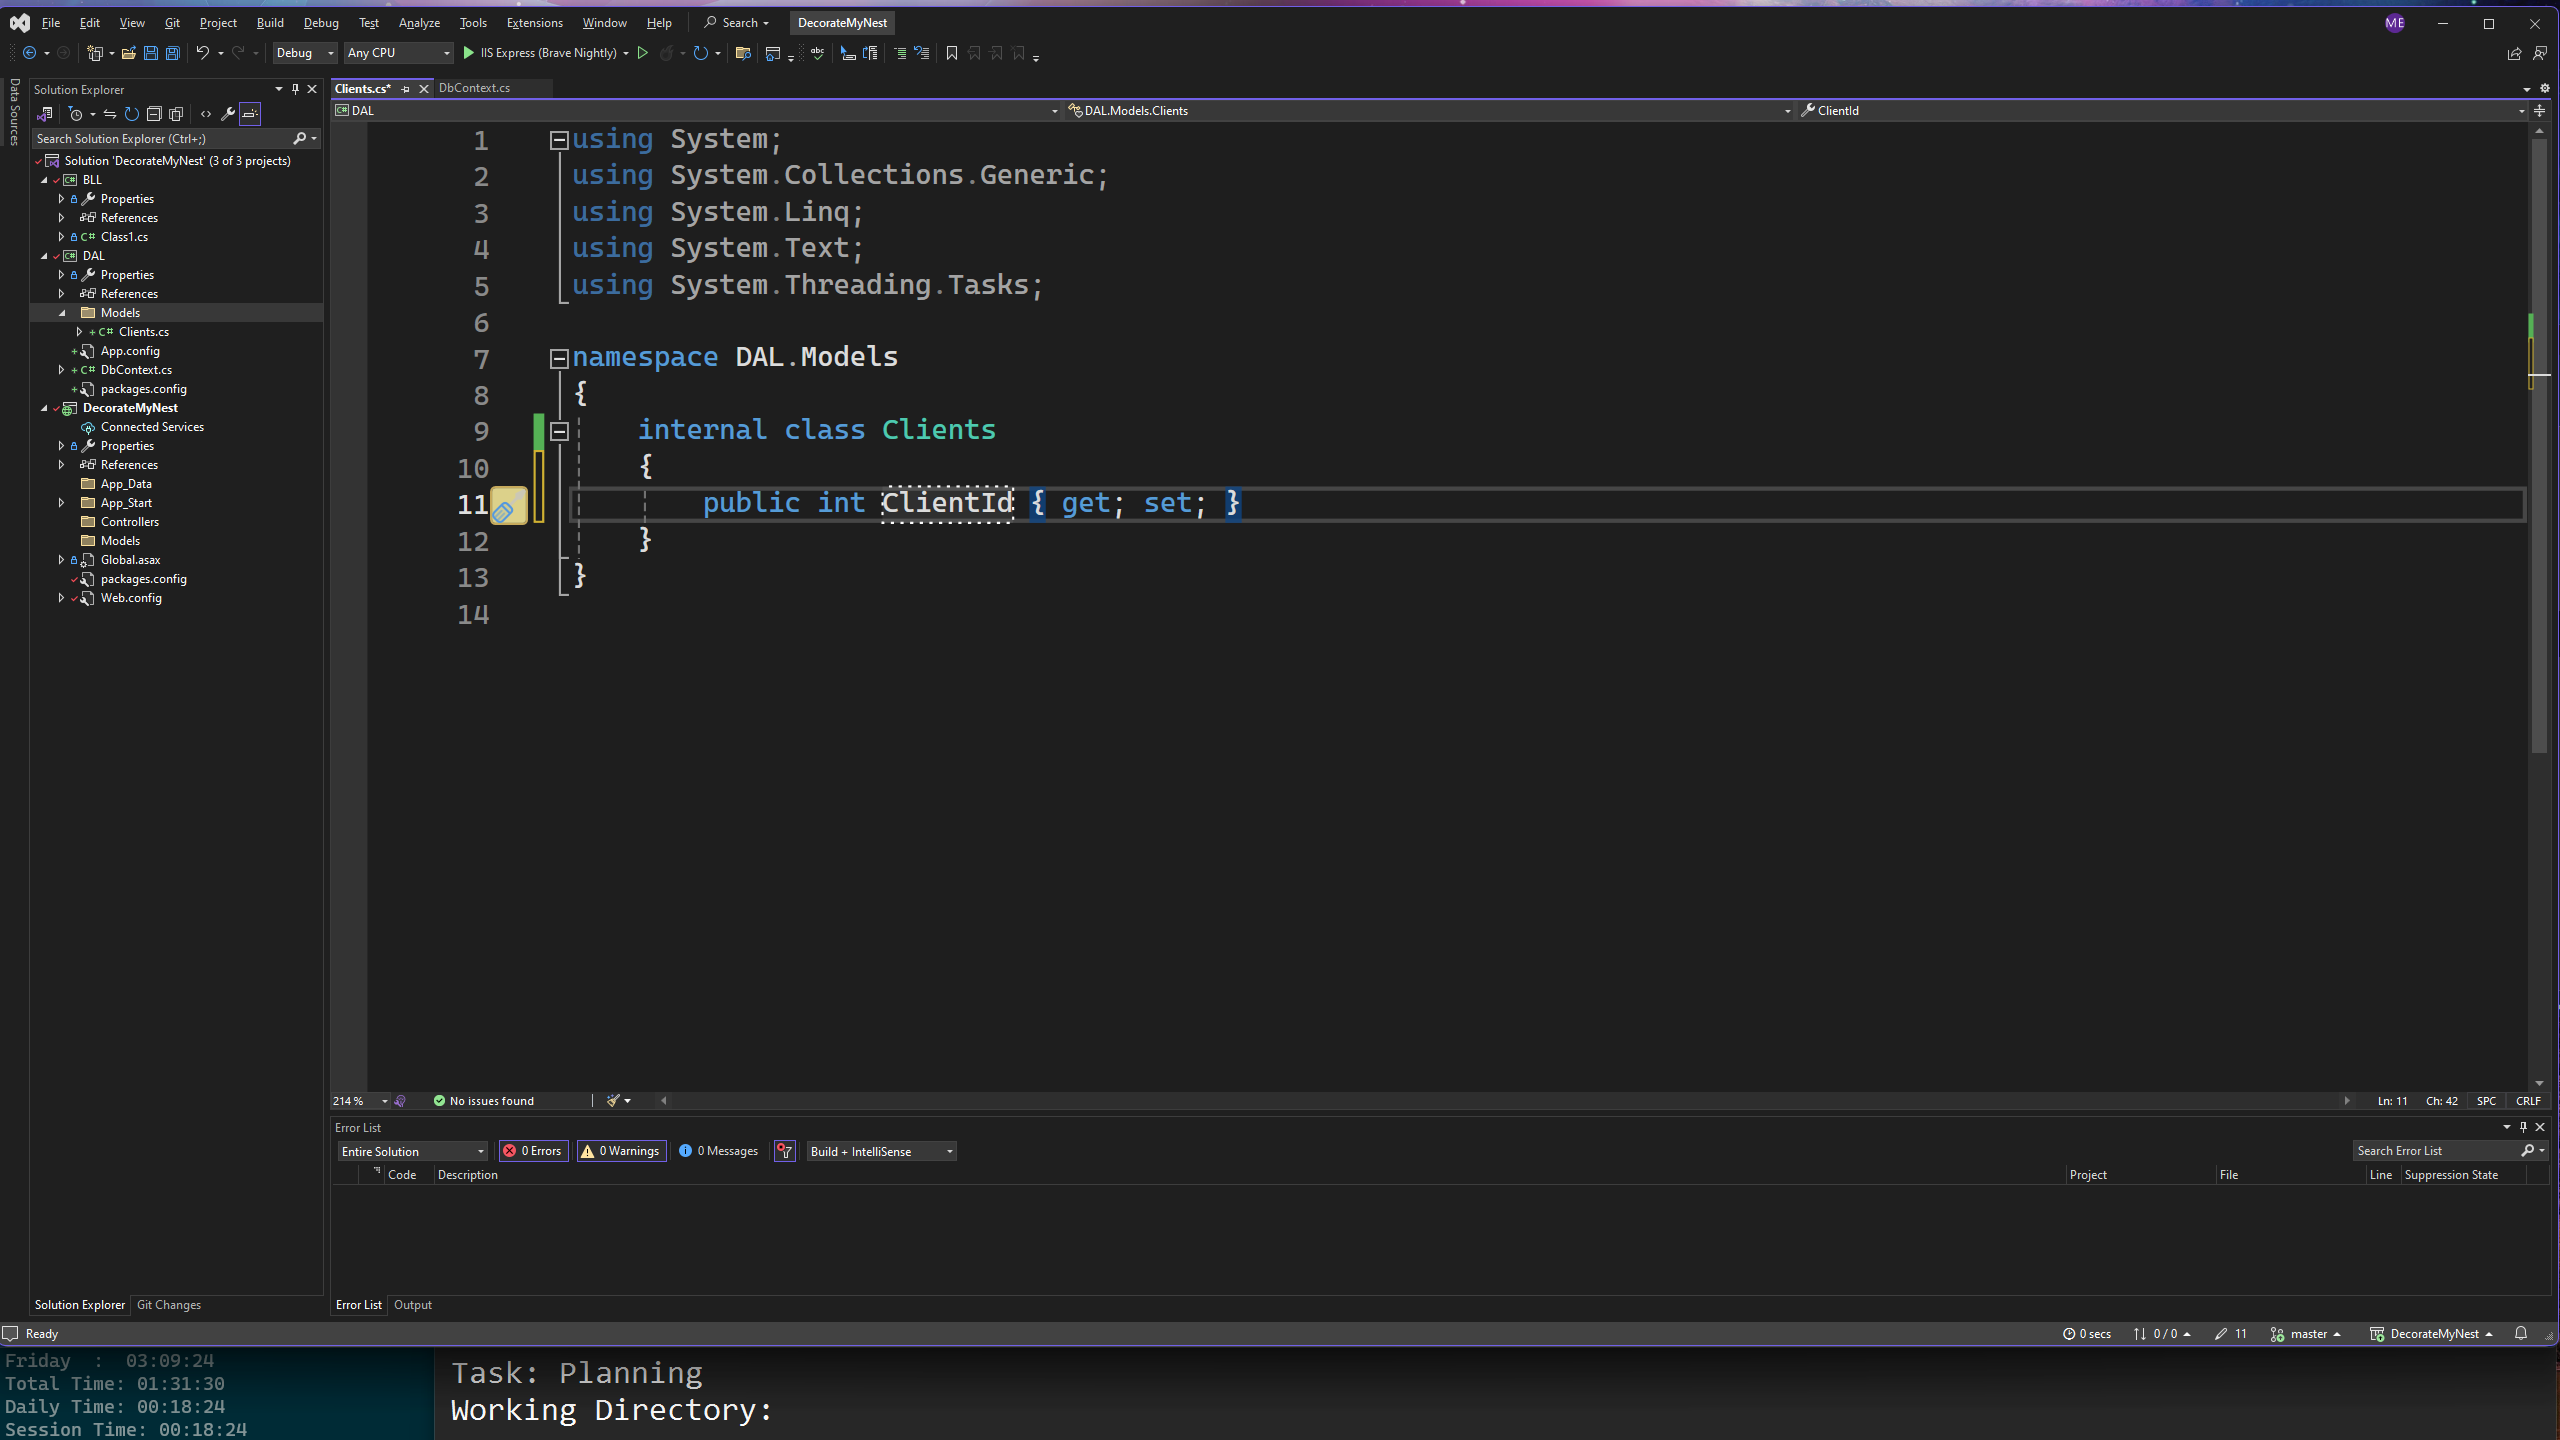 File Edit View Git Project Build Debug Test Analyze Tools Extensions Window Help Search DecorateMyNest ME
Debug Any CPU IIS Express (Brave Nightly)
Data Sources
Solution Explorer
Search Solution Explorer (Ctrl+;)
Solution 'DecorateMyNest' (3 of 3 projects)
BLL
Properties
References
C# Class1.cs
DAL
Properties
References
Models
C# Clients.cs
App.config
C# DbContext.cs
packages.config
DecorateMyNest
Connected Services
Properties
References
App_Data
App_Start
Controllers
Models
Global.asax
packages.config
Web.config
Solution Explorer Git Changes
Clients.cs* DbContext.cs
C# DAL DAL.Models.Clients ClientId
1 using System;
2 using System.Collections.Generic;
3 using System.Linq;
4 using System.Text;
5 using System.Threading.Tasks;
6
7 namespace DAL.Models
8 {
9 internal class Clients
10 {
11 public int ClientId { get; set; }
12 }
13 }
14
214 % No issues found Ln: 11 Ch: 42 SPC CRLF
Error List
Entire Solution 0 Errors 0 Warnings 0 Messages Build + IntelliSense Search Error List
Code Description Project File Line Suppression State
Error List Output
Ready 0 secs 0 / 0 11 master DecorateMyNest
Friday : 03:09:24
Total Time: 01:31:30
Daily Time: 00:18:24
Session Time: 00:18:24
Task: Planning
Working Directory: